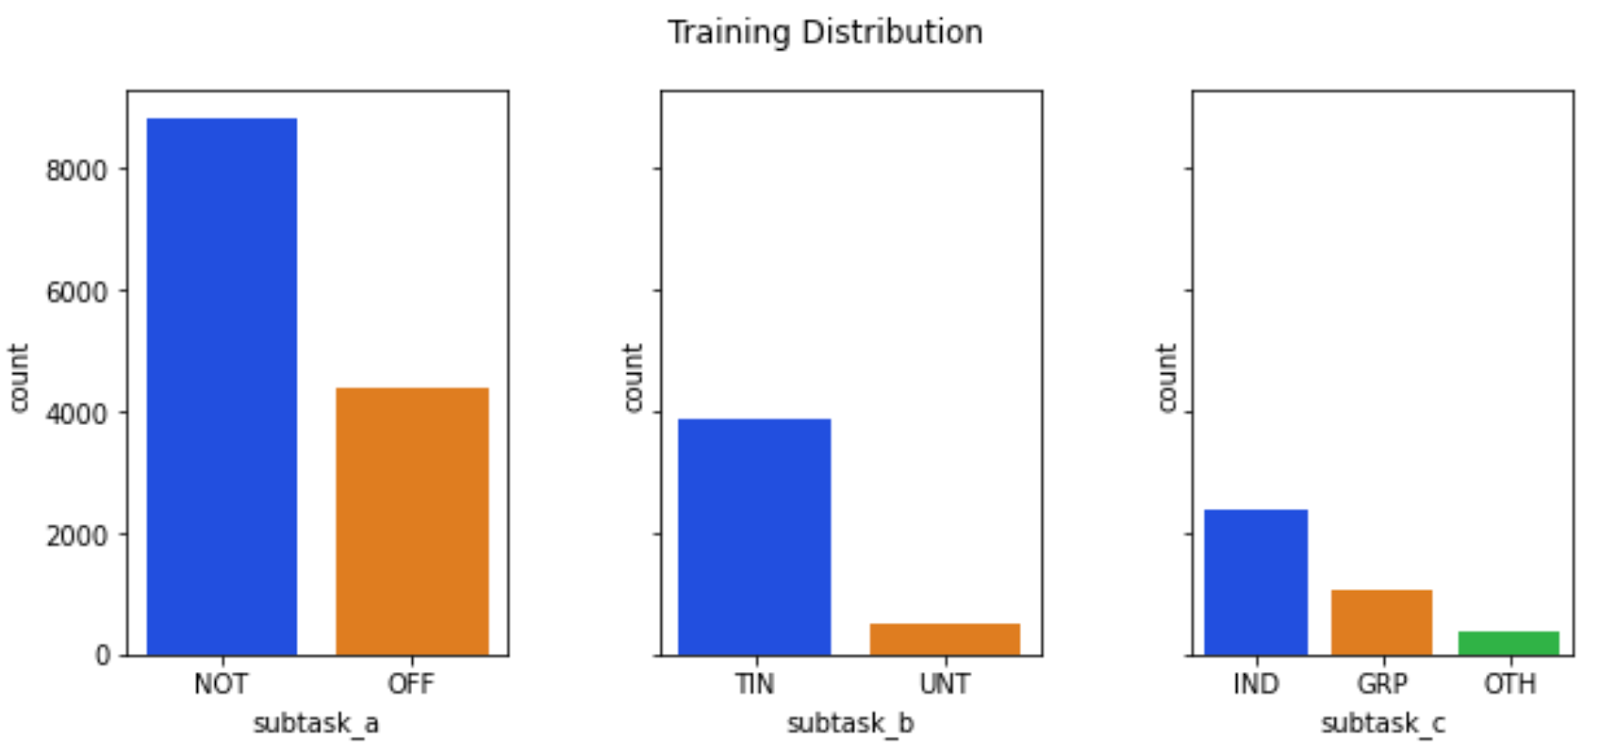 Training Distribution
count
8000
6000
4000
2000
0
NOT OFF
subtask_a
count
TIN UNT
subtask_b
count
IND GRP OTH
subtask_c